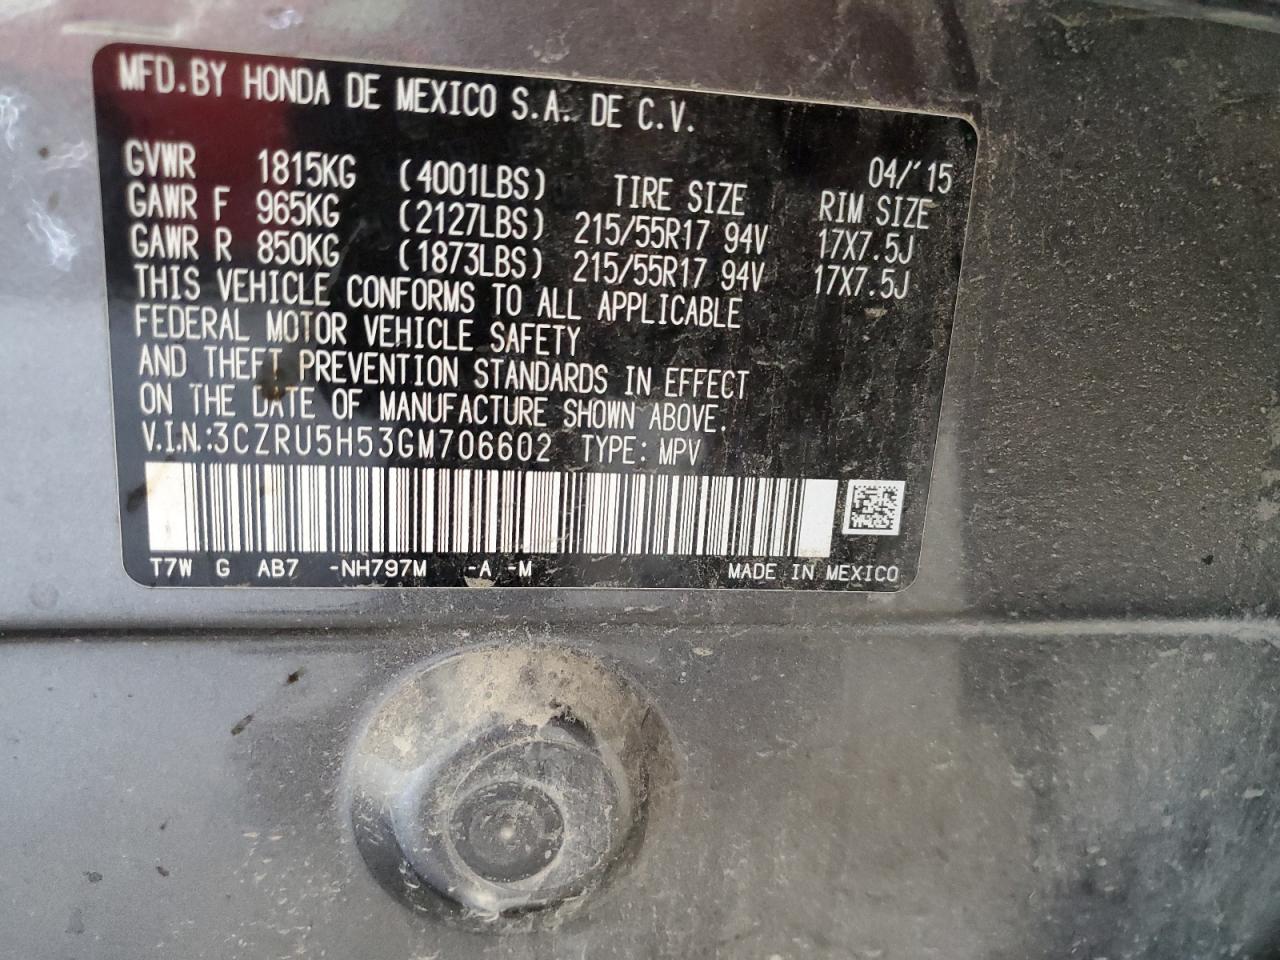 MFD.BY HONDA DE MEXICO S.A. DE C.V.
04/'15
GVWR 1815KG (4001LBS) TIRE SIZE RIM SIZE
GAWR F 965KG (2127LBS) 215/55R17 94V 17X7.5J
GAWR R 850KG (1873LBS) 215/55R17 94V 17X7.5J
THIS VEHICLE CONFORMS TO ALL APPLICABLE
FEDERAL MOTOR VEHICLE SAFETY
AND THEFT PREVENTION STANDARDS IN EFFECT
ON THE DATE OF MANUFACTURE SHOWN ABOVE.
V.I.N.:3CZRU5H53GM706602 TYPE: MPV
T7W G AB7 -NH797M -A -M MADE IN MEXICO